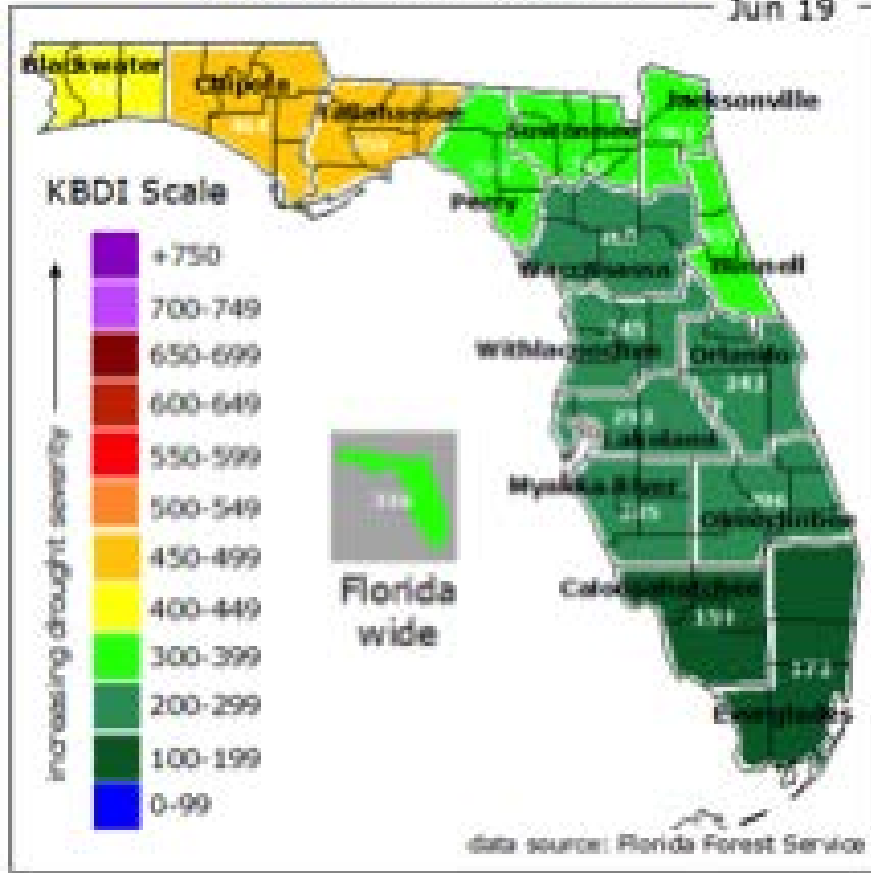 Jun 19
Blackwater
Chipola
Tallahassee
Jacksonville
Suwannee
Perry
Bunnell
Waccasassa
Withlacoochee
Orlando
Lakeland
Myakka River
Okeechobee
Caloosahatchee
Everglades
KBDI Scale
increasing drought severity
+750
700-749
650-699
600-649
550-599
500-549
450-499
400-449
300-399
200-299
100-199
0-99
Florida
wide
data source: Florida Forest Service